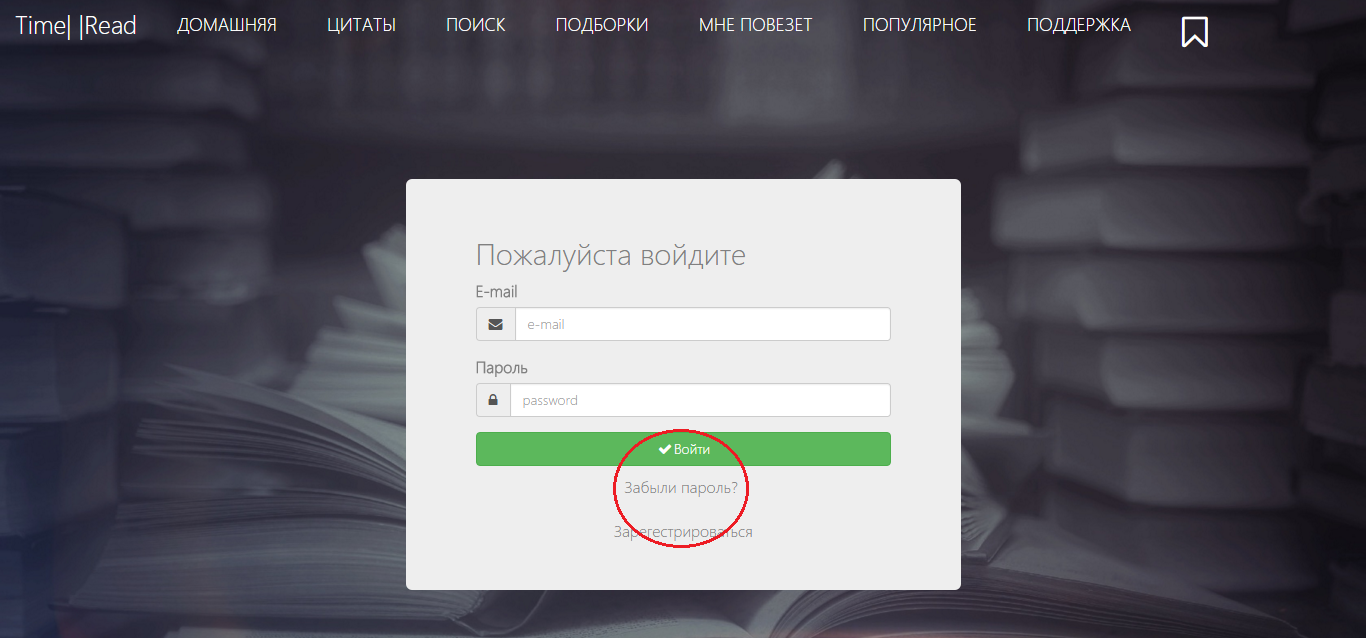 Time| |Read ДОМАШНЯЯ ЦИТАТЫ ПОИСК ПОДБОРКИ МНЕ ПОВЕЗЕТ ПОПУЛЯРНОЕ ПОДДЕРЖКА
Пожалуйста войдите
E-mail
e-mail
Пароль
password
Войти
Забыли пароль?
Зарегестрироваться